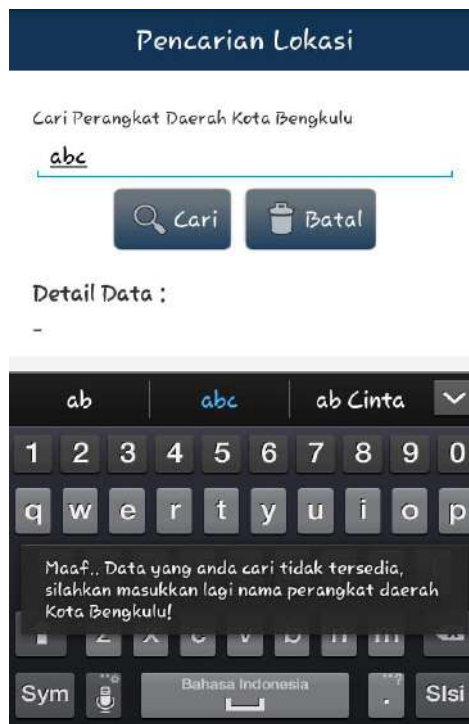 Pencarian Lokasi
Cari Perangkat Daerah Kota Bengkulu
abc
Cari Batal
Detail Data :
-
ab abc ab Cinta
1 2 3 4 5 6 7 8 9 0
q w e r t y u i o p
Maaf.. Data yang anda cari tidak tersedia,
silahkan masukkan lagi nama perangkat daerah
Kota Bengkulu!
z x c v b n m
Sym Bahasa Indonesia . ? Slsi